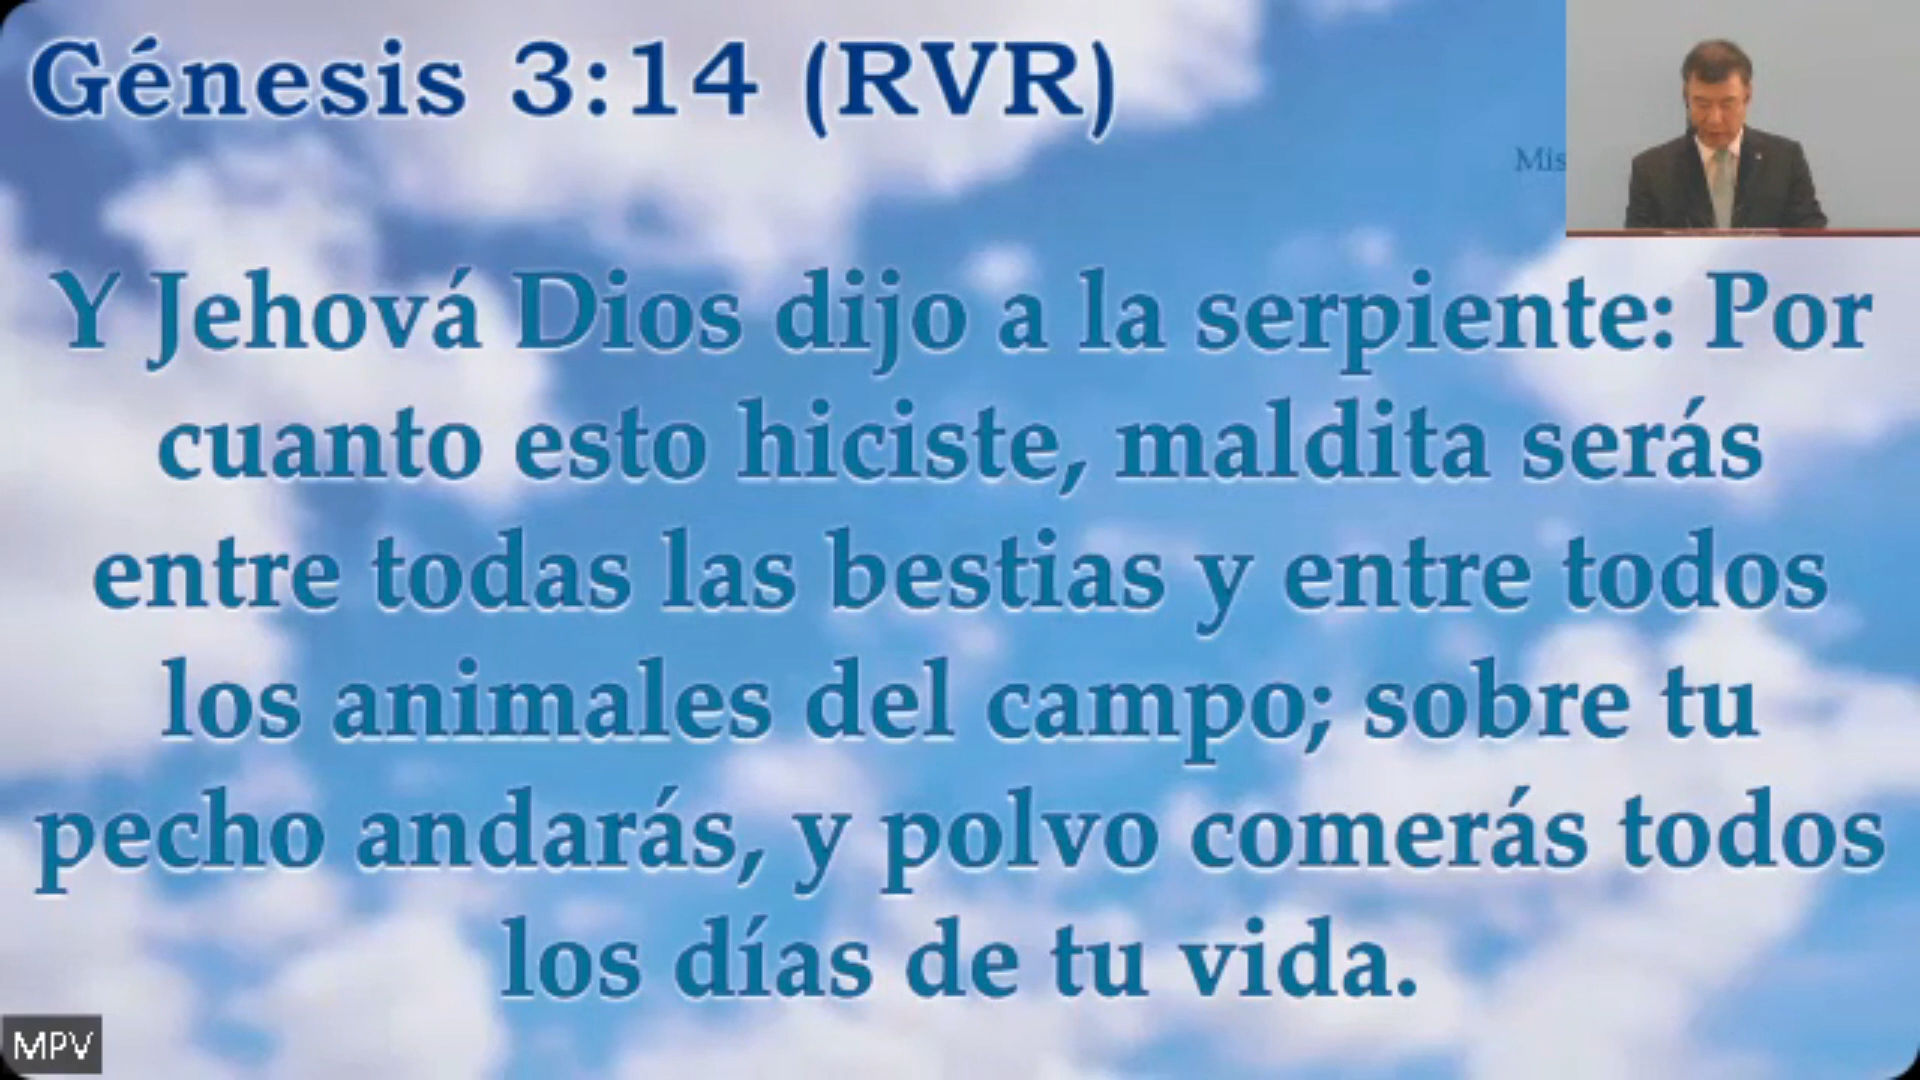 Génesis 3:14 (RVR)
Mis
Y Jehová Dios dijo a la serpiente: Por
cuanto esto hiciste, maldita serás
entre todas las bestias y entre todos
los animales del campo; sobre tu
pecho andarás, y polvo comerás todos
los días de tu vida.
MPV